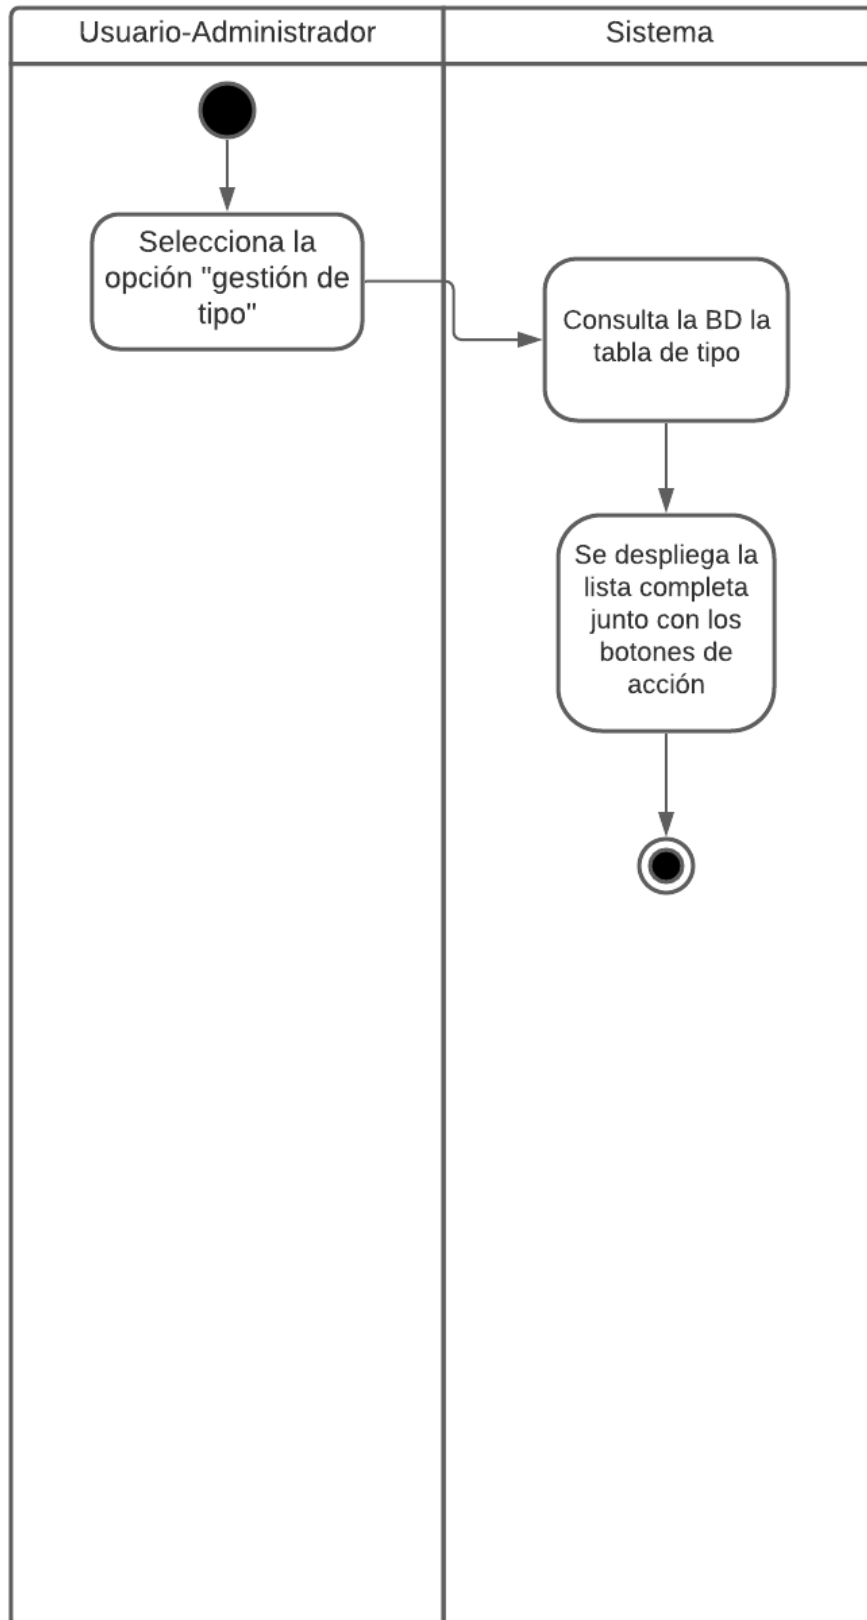 Usuario-Administrador
Sistema
Selecciona la
opción "gestión de
tipo"
Consulta la BD la
tabla de tipo
Se despliega la
lista completa
junto con los
botones de
acción